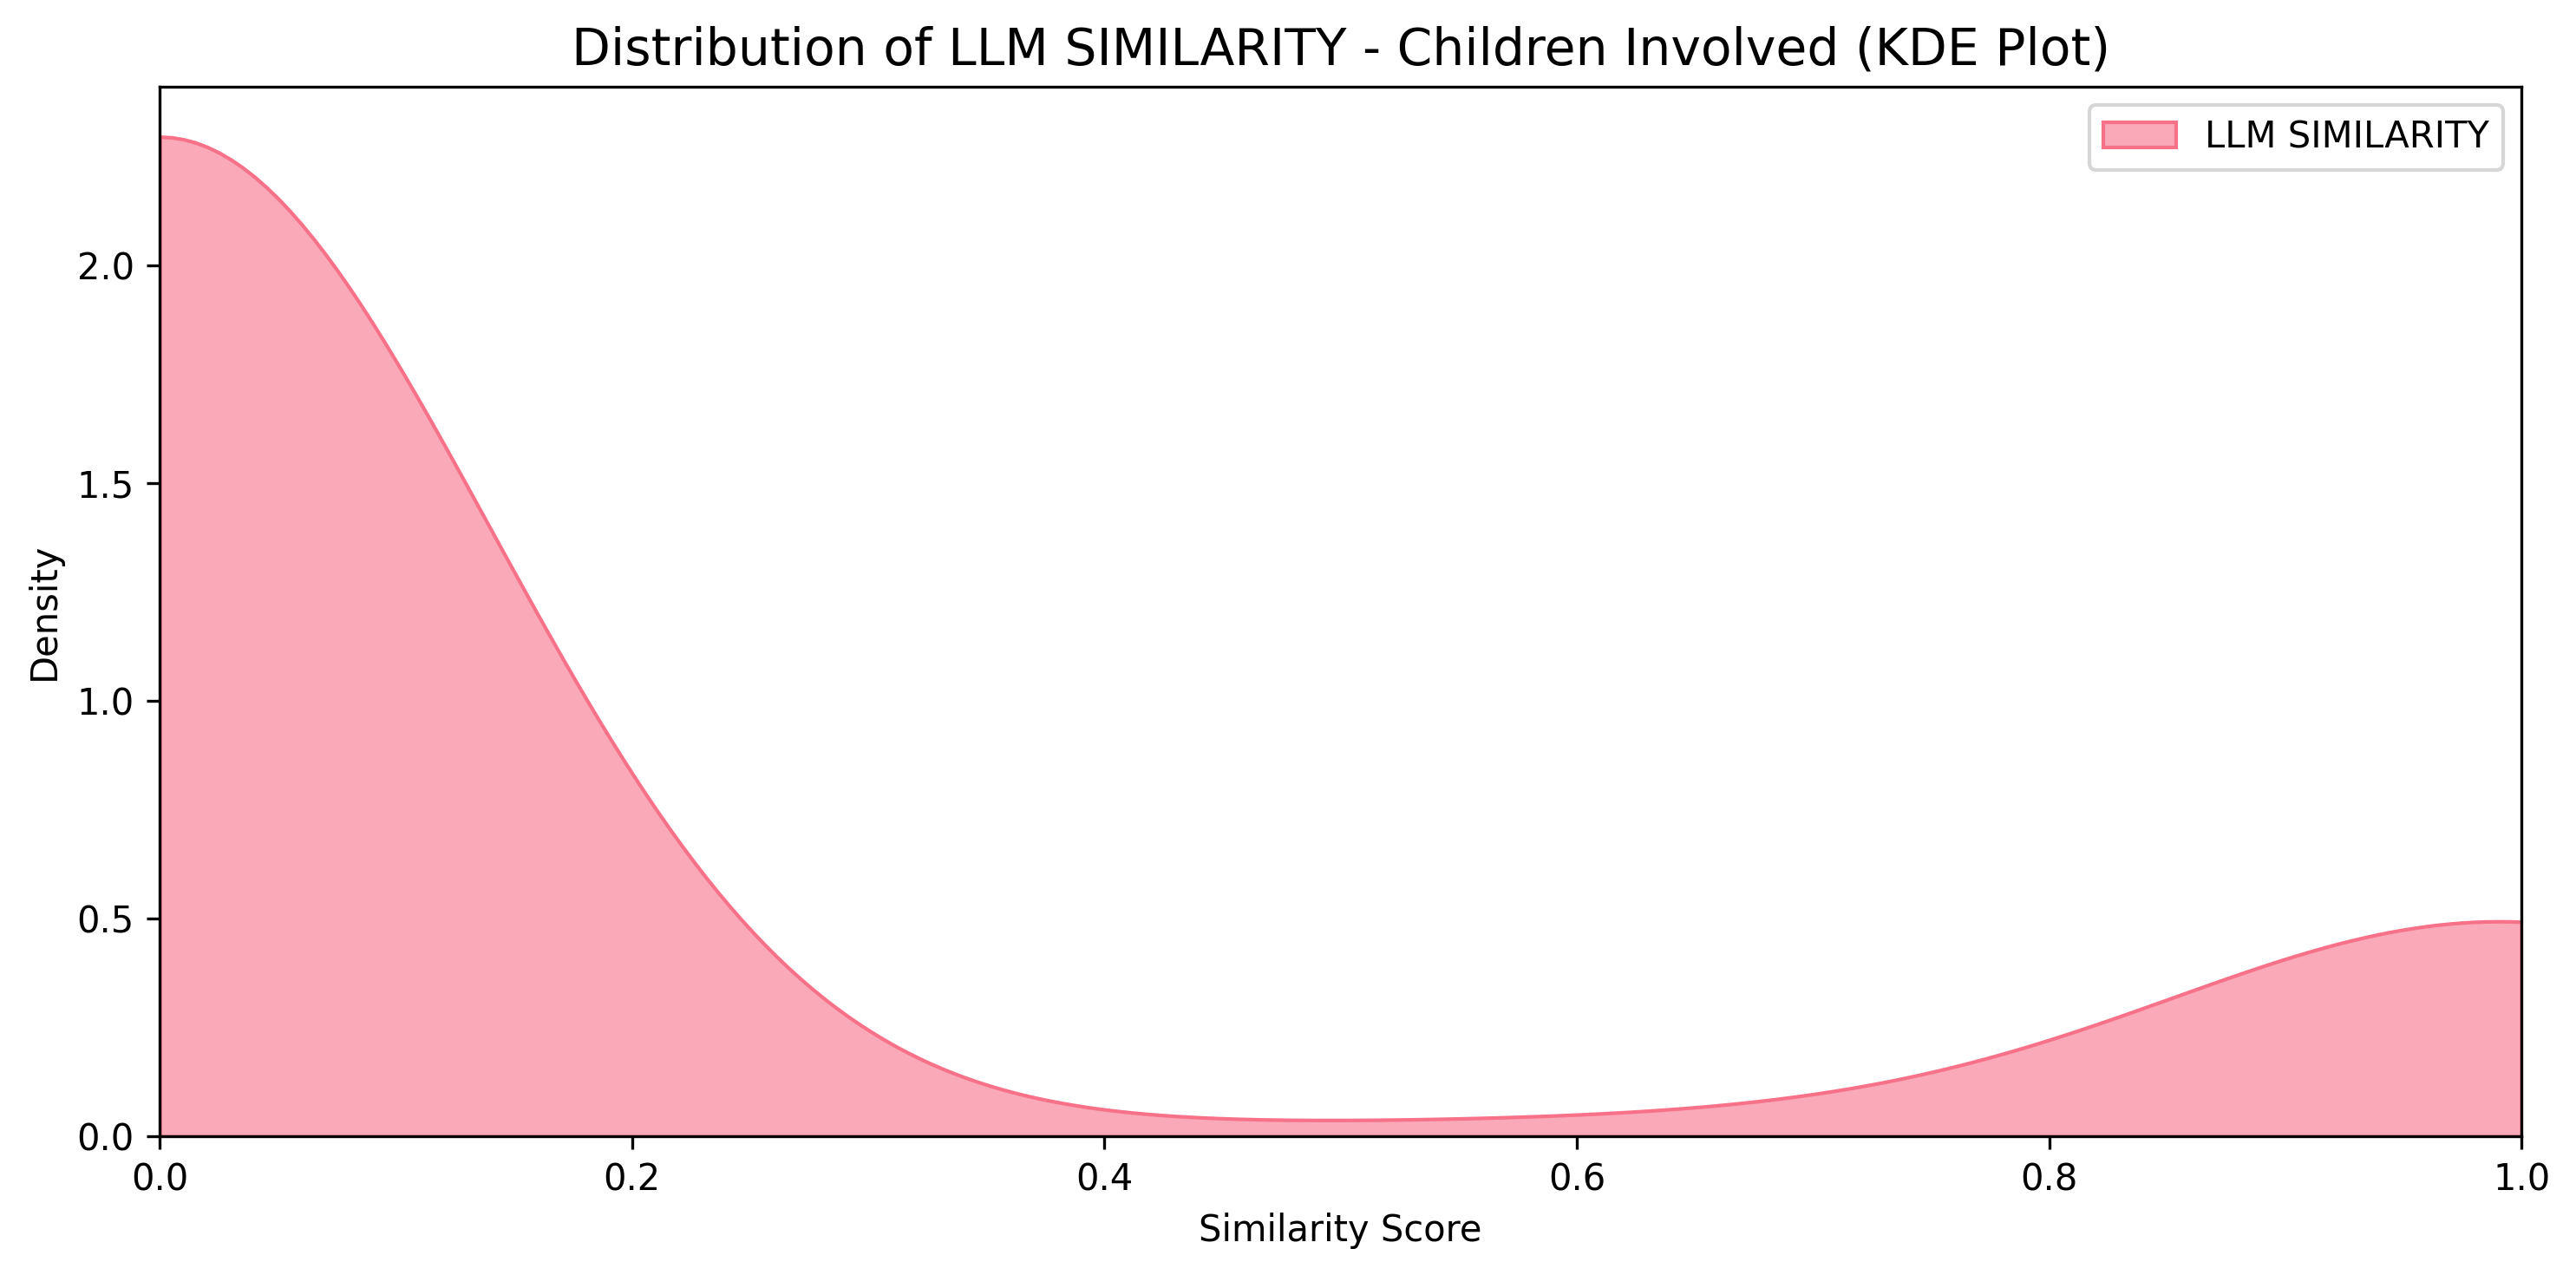 Distribution of LLM SIMILARITY - Children Involved (KDE Plot)
LLM SIMILARITY
Density
2.0
1.5
1.0
0.5
0.0
0.0 0.2 0.4 0.6 0.8 1.0
Similarity Score